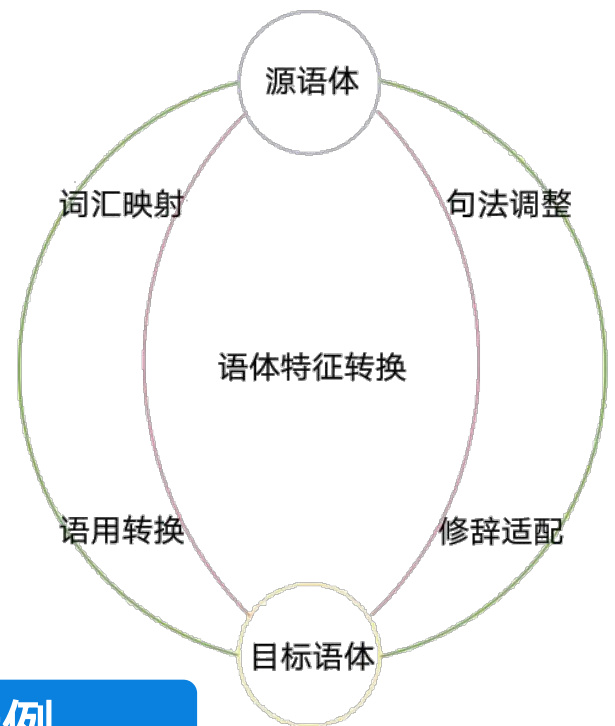 源语体
词汇映射
句法调整
语体特征转换
语用转换
修辞适配
目标语体
例